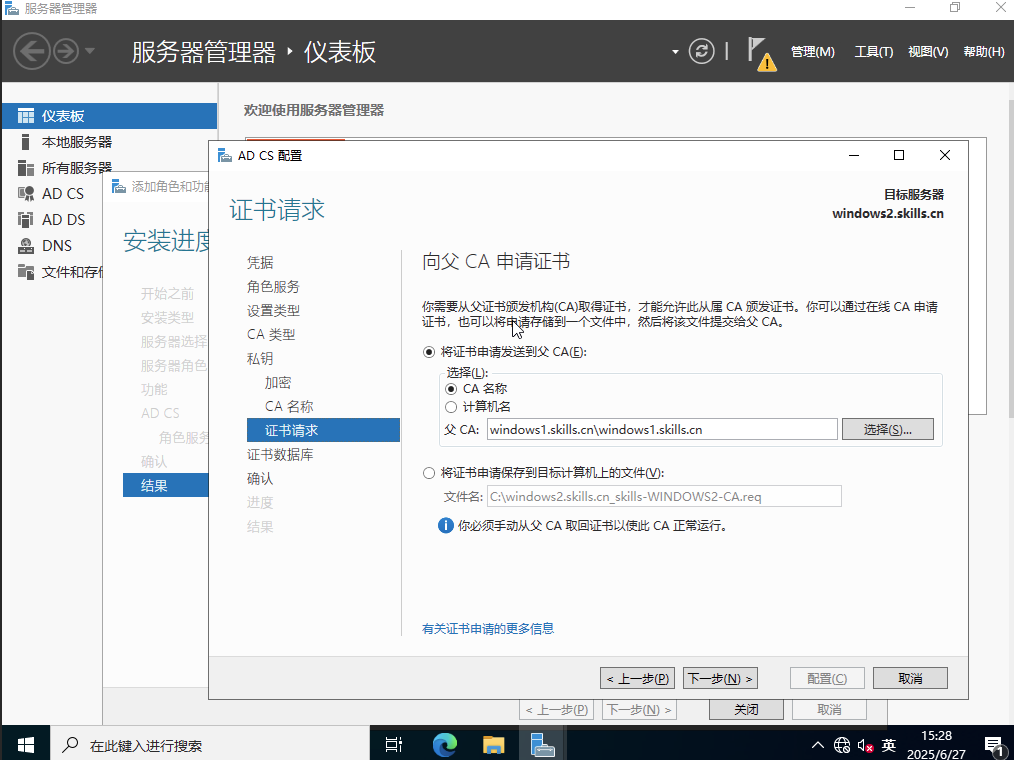 服务器管理器
服务器管理器 · 仪表板
管理(M) 工具(T) 视图(V) 帮助(H)
仪表板
本地服务器
所有服务器
AD CS
AD DS
DNS
文件和存
欢迎使用服务器管理器
添加角色和功
安装进度
开始之前
安装类型
服务器选择
服务器角色
功能
AD CS
角色服务
确认
结果
AD CS 配置
证书请求
目标服务器
windows2.skills.cn
凭据
角色服务
设置类型
CA 类型
私钥
加密
CA 名称
证书请求
证书数据库
确认
进度
结果
向父 CA 申请证书
你需要从父证书颁发机构(CA)取得证书，才能允许此从属 CA 颁发证书。你可以通过在线 CA 申请
证书，也可以将申请存储到一个文件中，然后将该文件提交给父 CA。
将证书申请发送到父 CA(E):
选择(L):
CA 名称
计算机名
父 CA: windows1.skills.cn\windows1.skills.cn 选择(S)...
将证书申请保存到目标计算机上的文件(V):
文件名: C:\windows2.skills.cn_skills-WINDOWS2-CA.req
你必须手动从父 CA 取回证书以使此 CA 正常运行。
有关证书申请的更多信息
< 上一步(P) 下一步(N) > 配置(C) 取消
< 上一步(P) 下一步(N) > 关闭 取消
在此键入进行搜索
英
15:28
2025/6/27
1